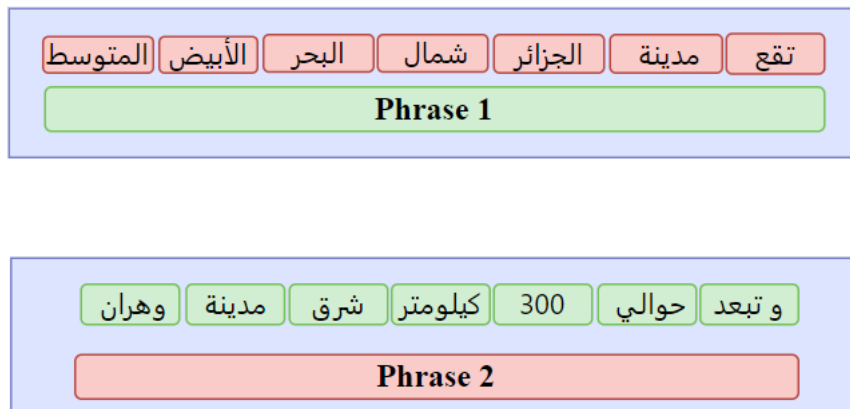 تقع مدينة الجزائر شمال البحر الأبيض المتوسط
Phrase 1
و تبعد حوالي 300 كيلومتر شرق مدينة وهران
Phrase 2